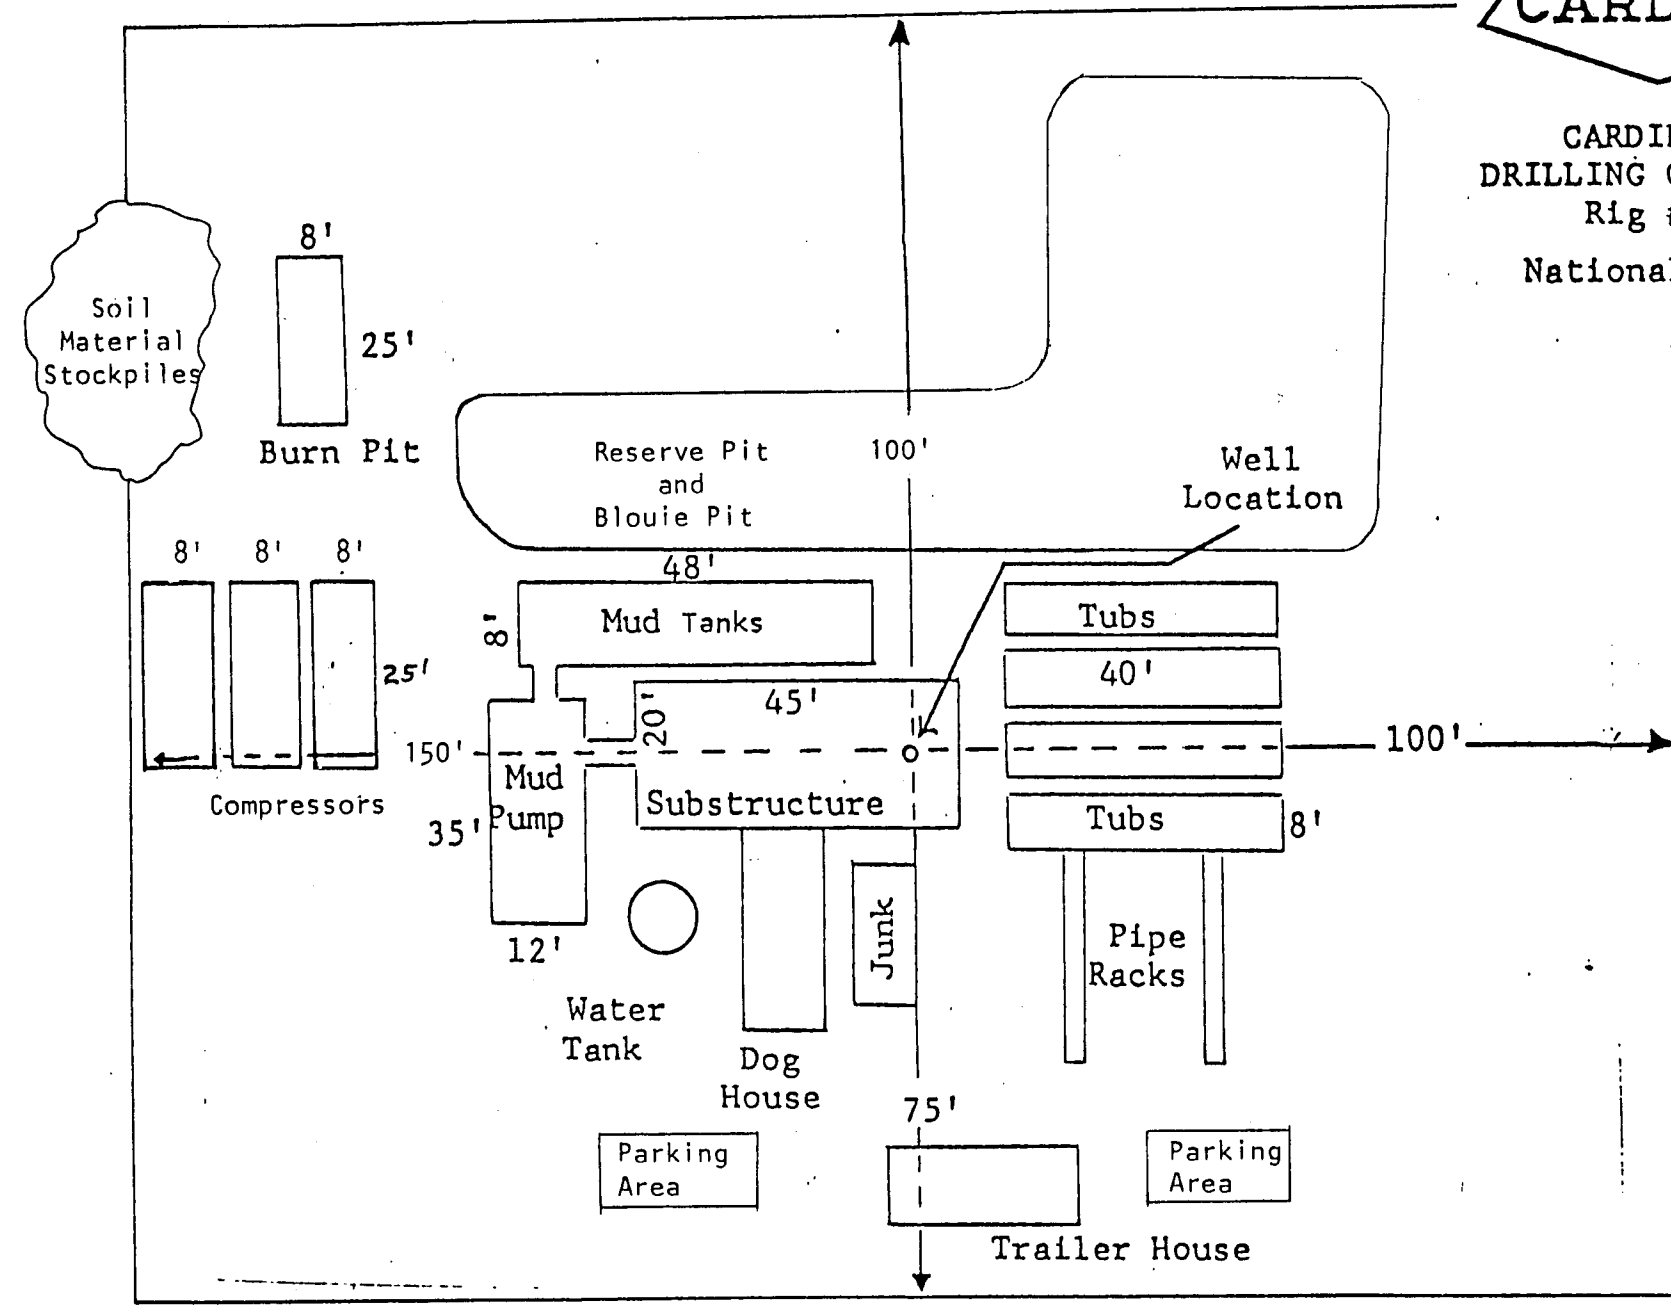 CARD
CARDI
DRILLING
Rig
National
8'
Soil
Material
Stockpiles
25'
Burn Pit
Reserve Pit
and
Blouie Pit
100'
Well
Location
8' 8' 8'
48'
8'
Mud Tanks
Tubs
25'
20'
45'
40'
150'
100'
Mud
Pump
Compressors
35'
Substructure
Tubs
8'
12'
Junk
Pipe
Racks
Water
Tank
Dog
House
75'
Parking
Area
Parking
Area
Trailer House